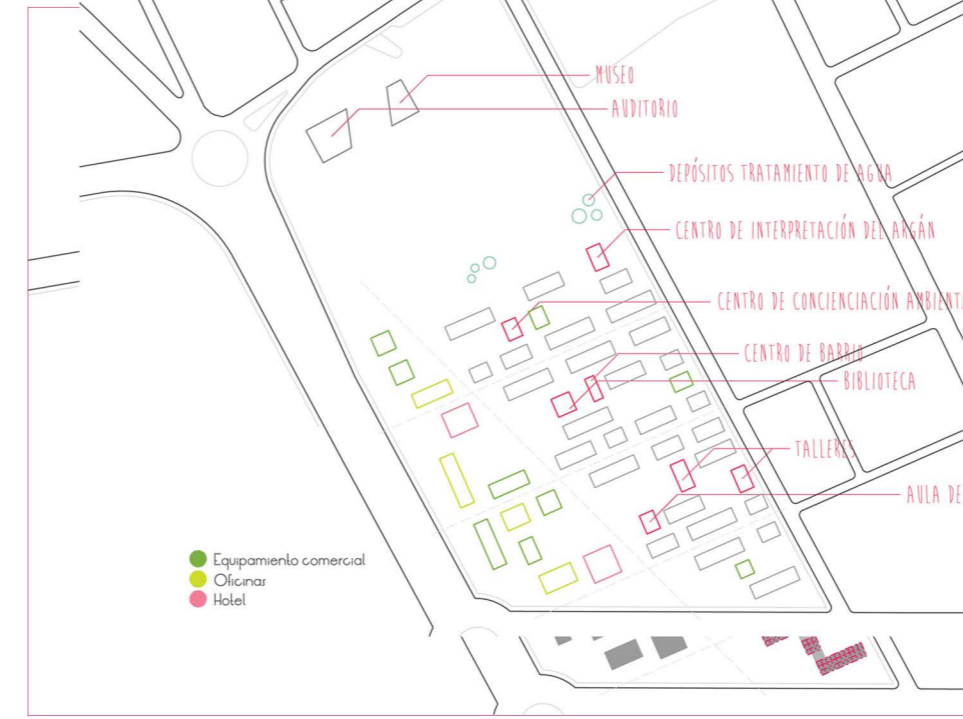 MUSEO
AUDITORIO
DEPÓSITOS TRATAMIENTO DE AGUA
CENTRO DE INTERPRETACIÓN DEL ARGÁN
CENTRO DE CONCIENCIACIÓN AMBIENTA
CENTRO DE BARRIO
BIBLIOTECA
TALLERES
AULA DE
Equipamiento comercial
Oficinas
Hotel